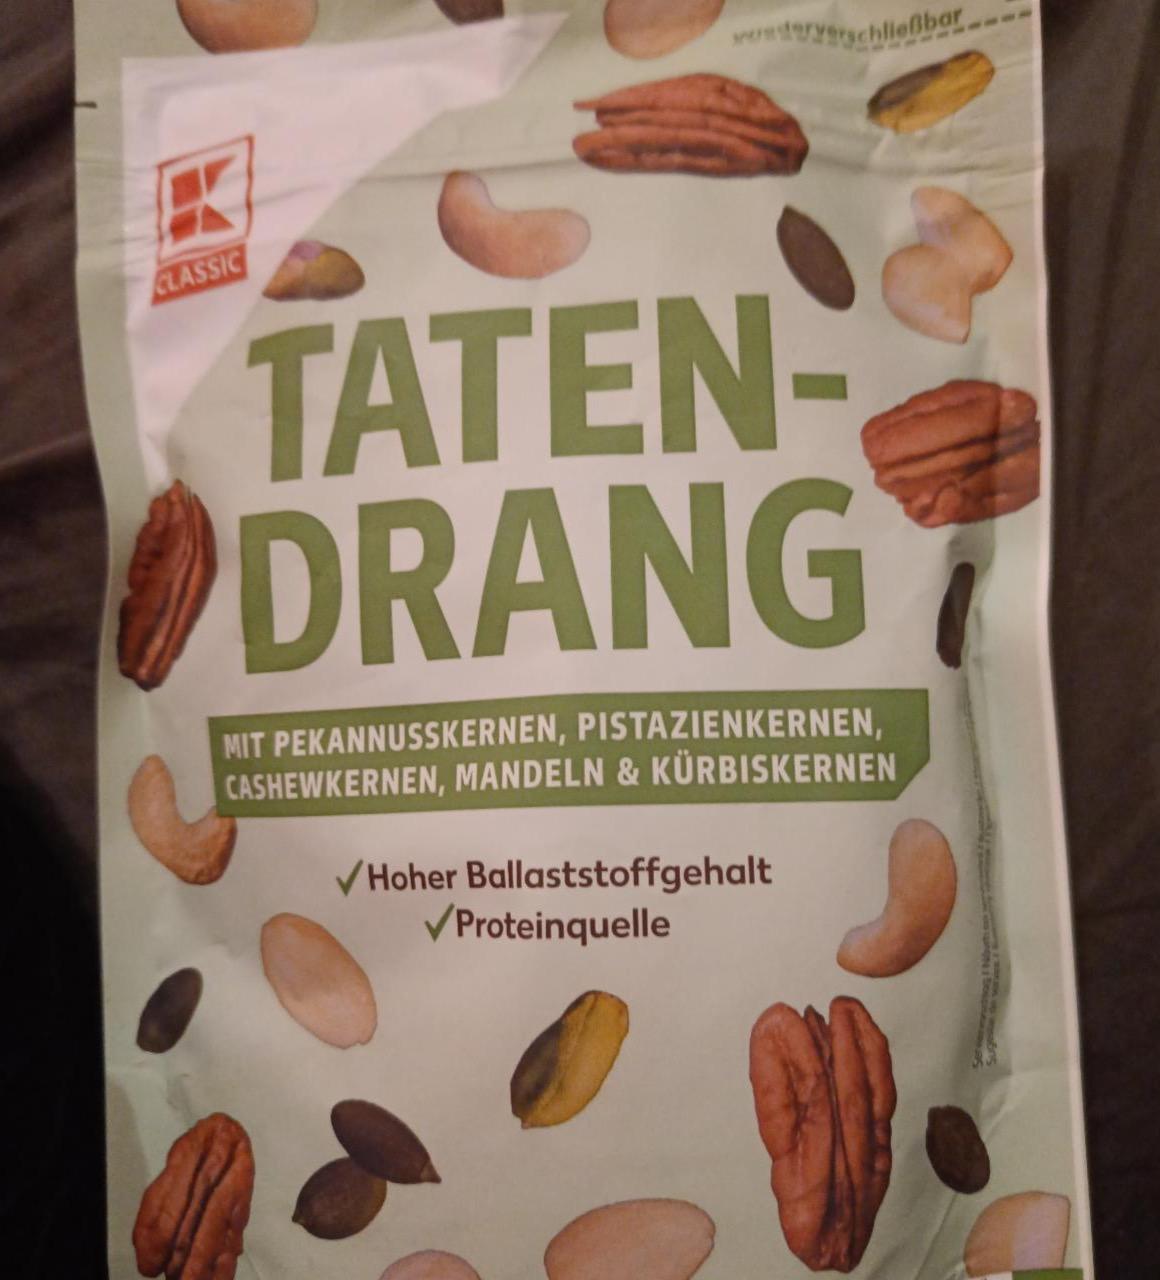 wiederverschließbar
K
CLASSIC
TATEN-
DRANG
MIT PEKANNUSSKERNEN, PISTAZIENKERNEN,
CASHEWKERNEN, MANDELN & KÜRBISKERNEN
✓Hoher Ballaststoffgehalt
✓Proteinquelle